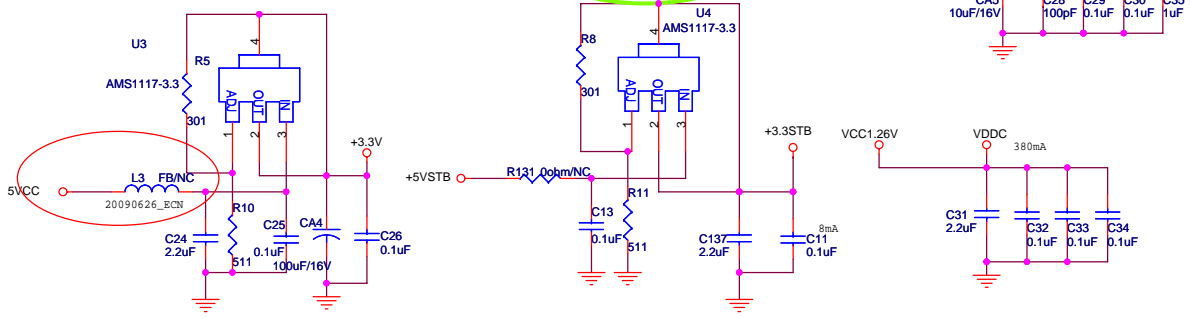 U3
AMS1117-3.3
R5
301
4
ADJ
OUT
IN
1
2
3
5VCC
L3 FB/NC
20090626_ECN
C24
2.2uF
R10
511
C25
0.1uF
CA4
100uF/16V
+3.3V
C26
0.1uF
U4
AMS1117-3.3
R8
301
4
ADJ
OUT
IN
1
2
3
+5VSTB
R131 0ohm/NC
C13
0.1uF
R11
511
+3.3STB
C137
2.2uF
8mA
C11
0.1uF
CA5
10uF/16V
C28
100pF
C29
0.1uF
C30
0.1uF
1uF
VCC1.26V
VDDC
380mA
C31
2.2uF
C32
0.1uF
C33
0.1uF
C34
0.1uF